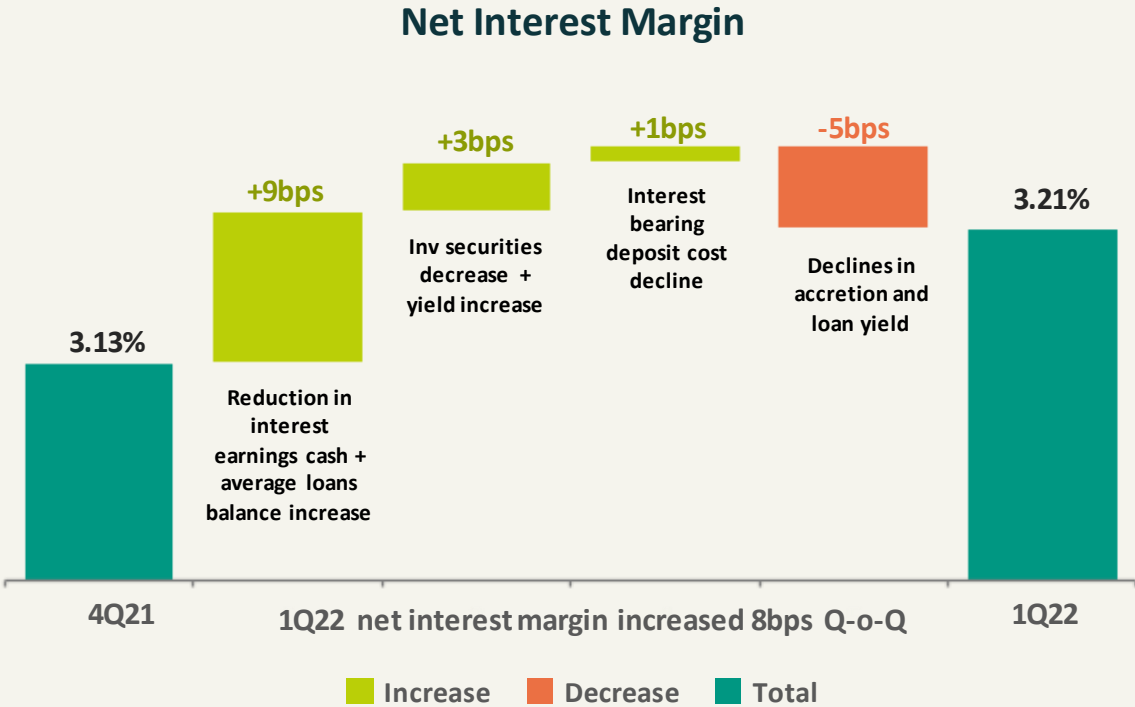 Net Interest Margin
3.13%
+9bps
Reduction in
interest
earnings cash +
average loans
balance increase
+3bps
Inv securities
decrease +
yield increase
+1bps
Interest
bearing
deposit cost
decline
-5bps
Declines in
accretion and
loan yield
3.21%
4Q21
1Q22 net interest margin increased 8bps Q-o-Q
1Q22
Increase
Decrease
Total